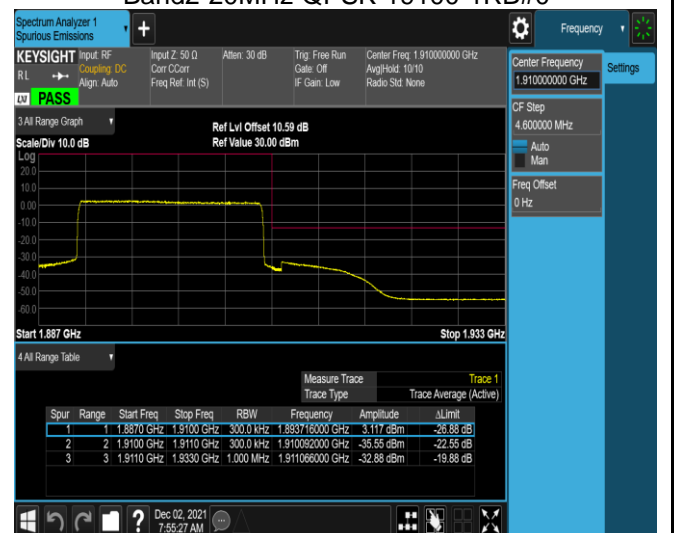 Spectrum Analyzer 1
Spurious Emissions
+
Frequency
KEYSIGHT
RL
Input: RF
Coupling: DC
Align: Auto
Input Z: 50 Ω
Corr CCorr
Freq Ref: Int (S)
Atten: 30 dB
Trig: Free Run
Gate: Off
IF Gain: Low
Center Freq: 1.910000000 GHz
Avg|Hold: 10/10
Radio Std: None
PASS
Center Frequency
1.910000000 GHz
Settings
CF Step
4.600000 MHz
Auto
Man
Freq Offset
0 Hz
3 All Range Graph
Scale/Div 10.0 dB
Ref Lvl Offset 10.59 dB
Ref Value 30.00 dBm
Log
20.0
10.0
0.00
-10.0
-20.0
-30.0
-40.0
-50.0
-60.0
Start 1.887 GHz
Stop 1.933 GHz
4 All Range Table
Measure Trace Trace 1
Trace Type Trace Average (Active)
Spur Range Start Freq Stop Freq RBW Frequency Amplitude ΔLimit
1 1 1.8870 GHz 1.9100 GHz 300.0 kHz 1.893716000 GHz 3.117 dBm -26.88 dB
2 2 1.9100 GHz 1.9110 GHz 300.0 kHz 1.910092000 GHz -35.55 dBm -22.55 dB
3 3 1.9110 GHz 1.9330 GHz 1.000 MHz 1.911066000 GHz -32.88 dBm -19.88 dB
?
Dec 02, 2021
7:55:27 AM